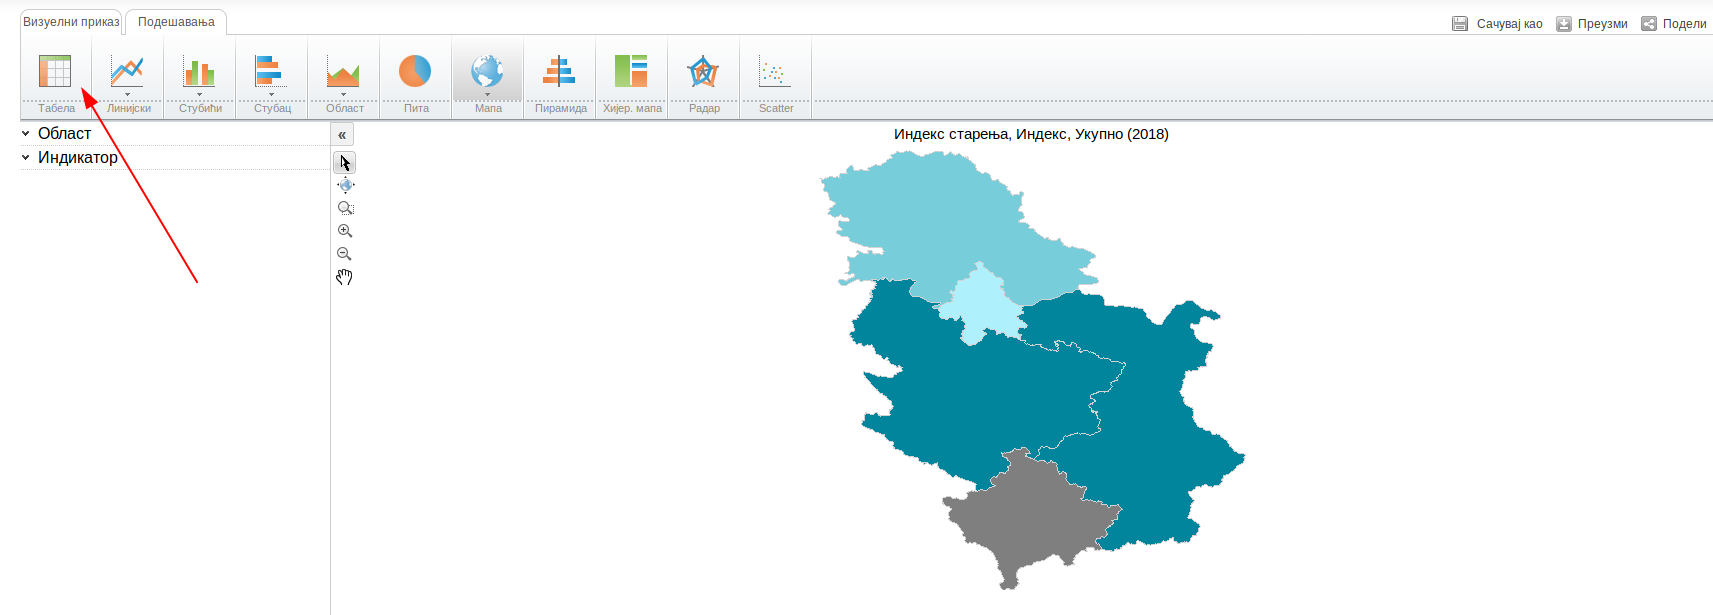 Визуелни приказ
Подешавања
Сачувај као
Преузми
Подели
Табела
Линијски
Стубићи
Стубац
Област
Пита
Мапа
Пирамида
Хијер. мапа
Радар
Scatter
Област
«
Индикатор
Индекс старења, Индекс, Укупно (2018)